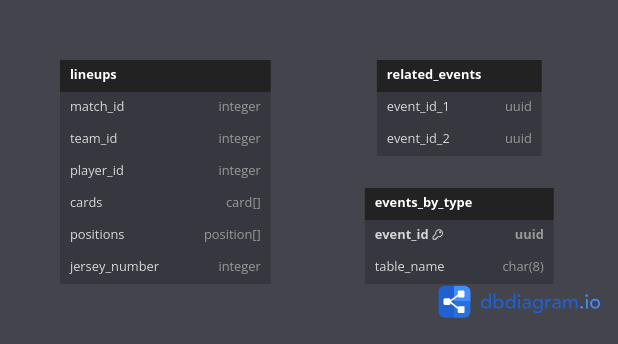 lineups
match_id integer
team_id integer
player_id integer
cards card[]
positions position[]
jersey_number integer
related_events
event_id_1 uuid
event_id_2 uuid
events_by_type
event_id uuid
table_name char(8)
dbdiagram.io